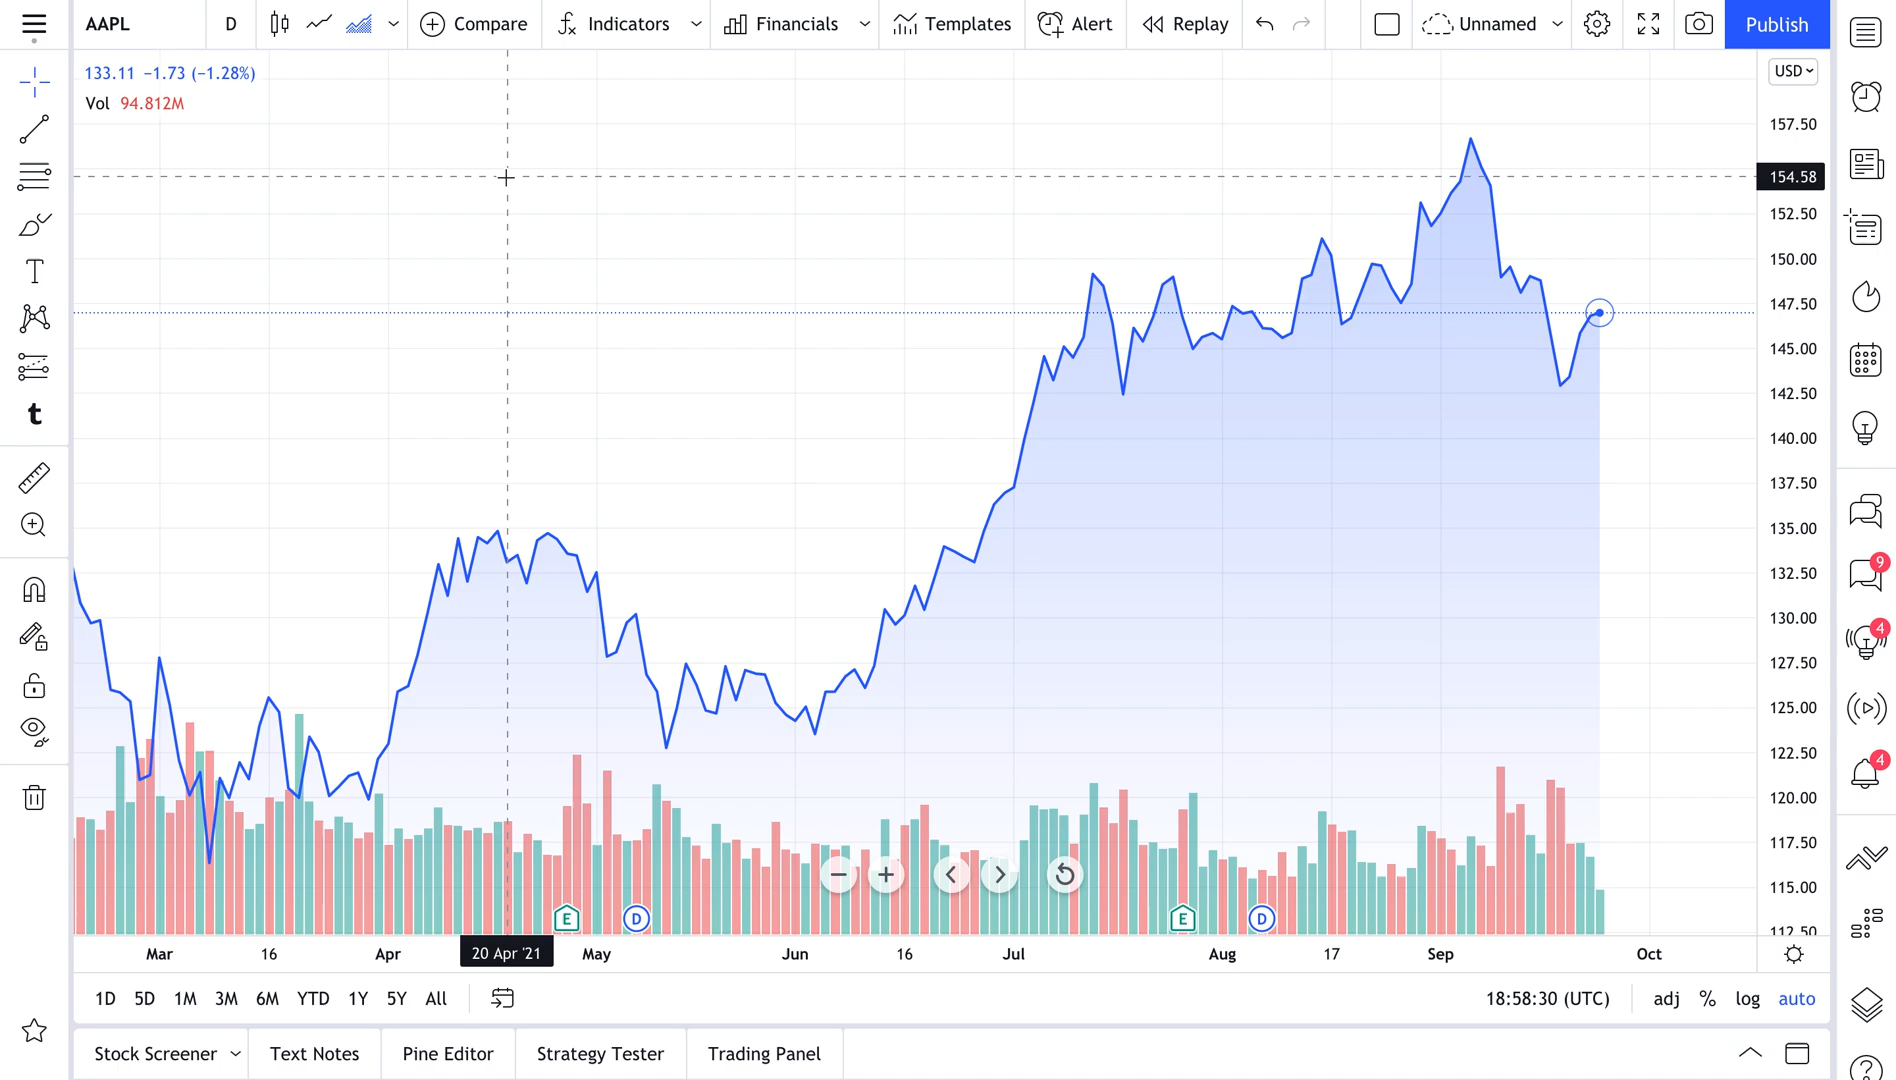 AAPL
D
Compare
Indicators
Financials
Templates
Alert
Replay
Unnamed
Publish
133.11 −1.73 (−1.28%)
Vol 94.812M
USD
157.50
154.58
152.50
150.00
147.50
145.00
142.50
140.00
137.50
135.00
132.50
130.00
127.50
125.00
122.50
120.00
117.50
115.00
112.50
T
t
9
4
4
E
D
E
D
Mar
16
Apr
20 Apr '21
May
Jun
16
Jul
Aug
17
Sep
Oct
1D
5D
1M
3M
6M
YTD
1Y
5Y
All
18:58:30 (UTC)
adj
%
log
auto
Stock Screener
Text Notes
Pine Editor
Strategy Tester
Trading Panel